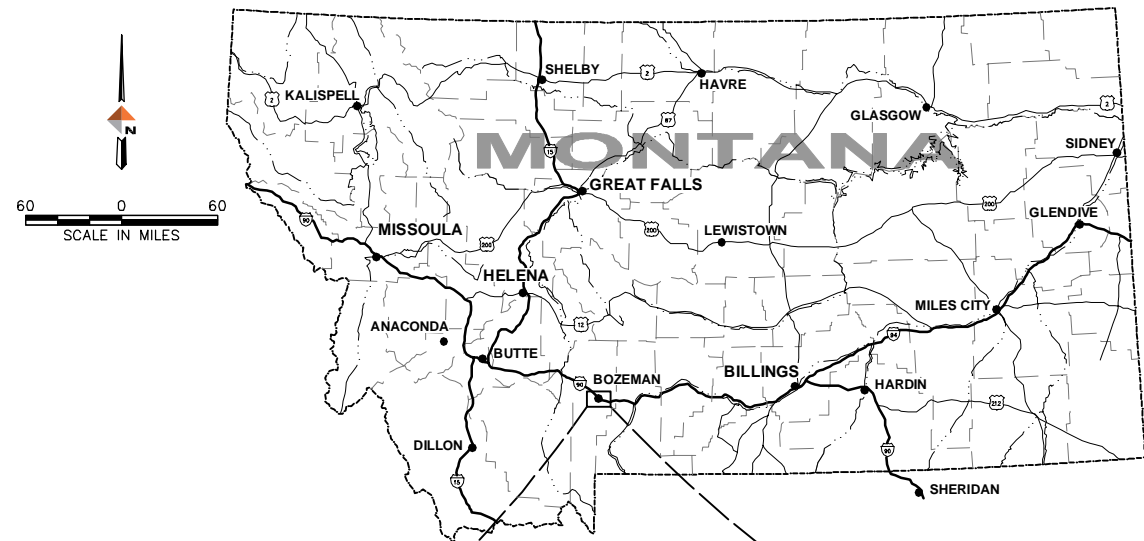 SHELBY
2
HAVRE
2
KALISPELL
GLASGOW
2
N
87
MONTANA
15
SIDNEY
GREAT FALLS
60 0 60
SCALE IN MILES
90
200
200
GLENDIVE
MISSOULA
200
LEWISTOWN
HELENA
MILES CITY
ANACONDA
12
94
BUTTE
BILLINGS
90
BOZEMAN
HARDIN
212
DILLON
90
15
SHERIDAN